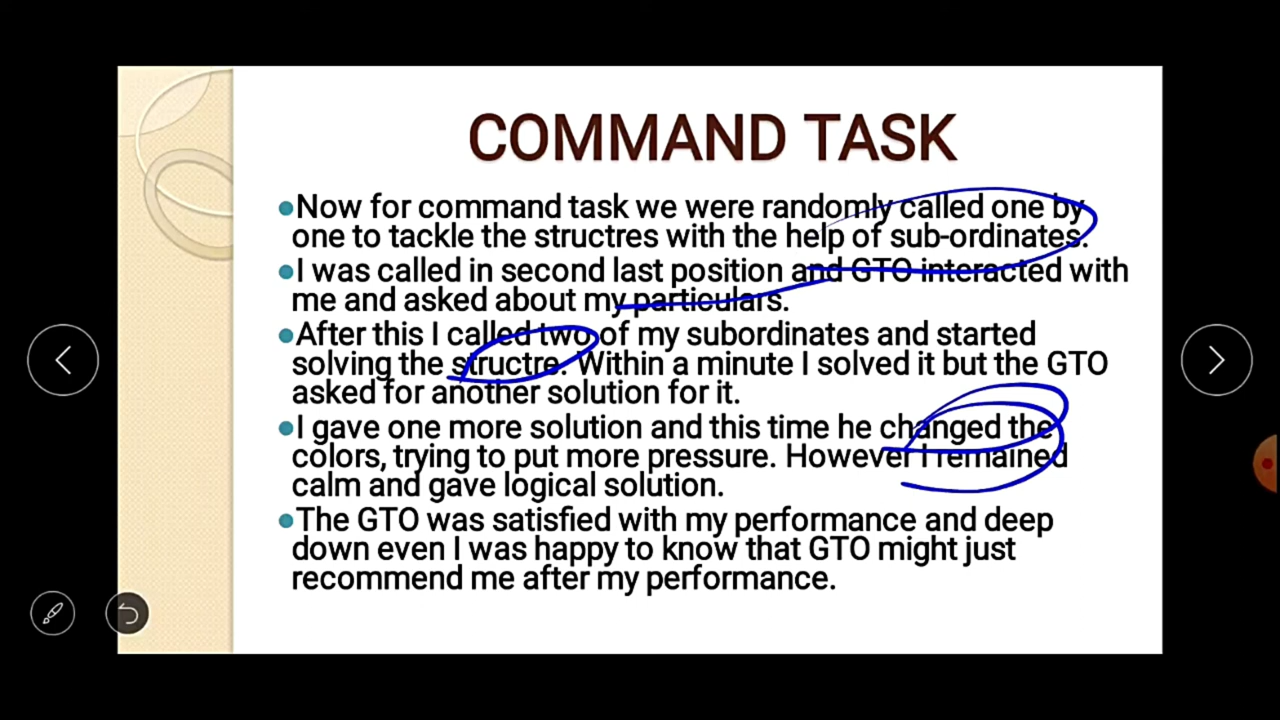 COMMAND TASK
Now for command task we were randomly called one by
one to tackle the structres with the help of sub-ordinates.
I was called in second last position and GTO interacted with
me and asked about my particulars.
After this I called two of my subordinates and started
solving the structre. Within a minute I solved it but the GTO
asked for another solution for it.
I gave one more solution and this time he changed the
colors, trying to put more pressure. However I remained
calm and gave logical solution.
The GTO was satisfied with my performance and deep
down even I was happy to know that GTO might just
recommend me after my performance.